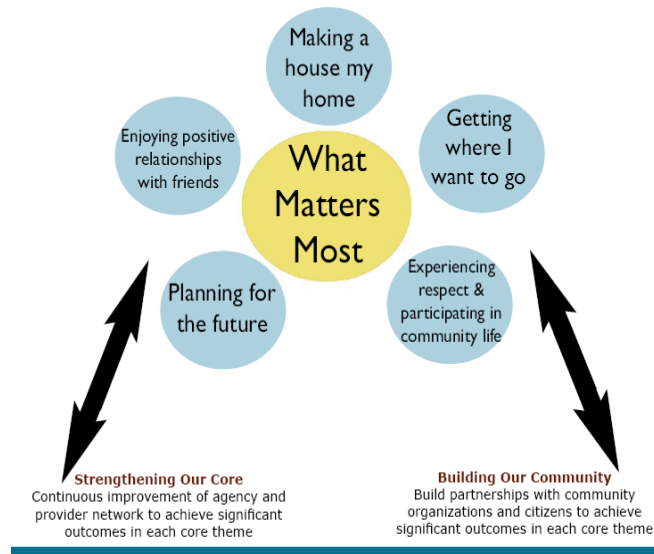 Making a
house my
home
Enjoying positive
relationships
with friends
Getting
where I
want to go
What
Matters
Most
Planning for
the future
Experiencing
respect &
participating in
community life
Strengthening Our Core
Continuous improvement of agency and
provider network to achieve significant
outcomes in each core theme
Building Our Community
Build partnerships with community
organizations and citizens to achieve
significant outcomes in each core theme